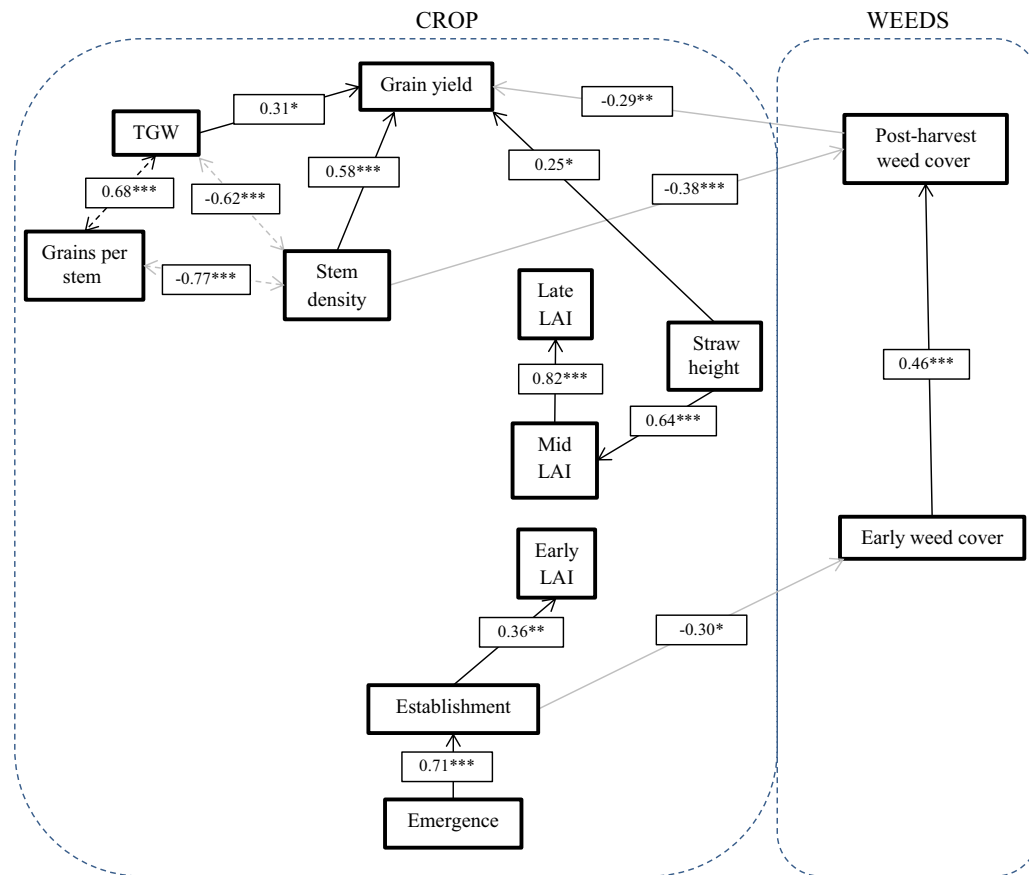 CROP
WEEDS
Grain yield
0.31*
-0.29**
TGW
Post-harvest
weed cover
0.58***
0.25*
0.68***
-0.62***
-0.38***
Grains per
stem
-0.77***
Stem
density
Late
LAI
Straw
height
0.82***
0.46***
0.64***
Mid
LAI
Early weed cover
Early
LAI
0.36**
-0.30*
Establishment
0.71***
Emergence